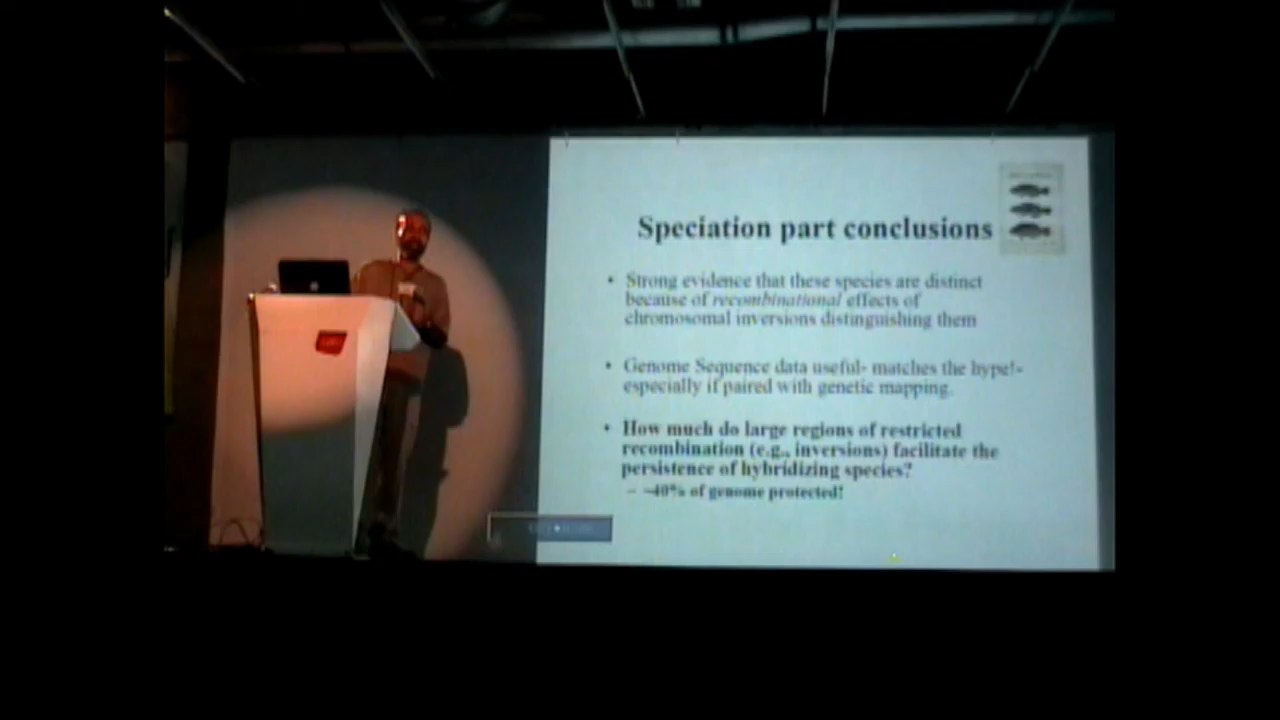 Speciation part conclusions
• Strong evidence that these species are distinct
because of recombinational effects of
chromosomal inversions distinguishing them
• Genome Sequence data useful- matches the hype!-
especially if paired with genetic mapping.
• How much do large regions of restricted
recombination (e.g., inversions) facilitate the
persistence of hybridizing species?
– ~40% of genome protected!